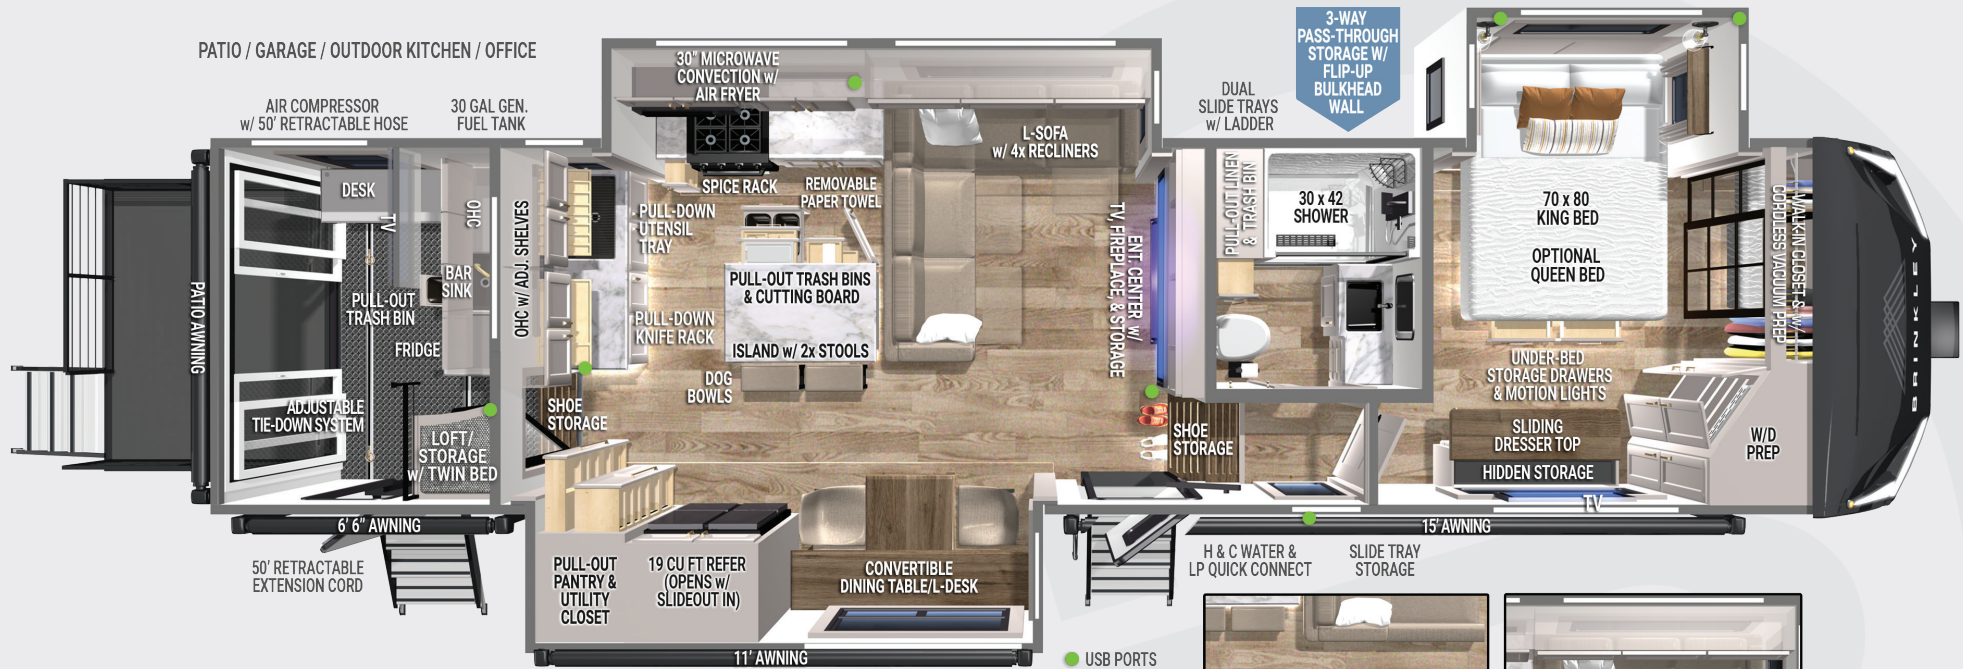 PATIO / GARAGE / OUTDOOR KITCHEN / OFFICE
AIR COMPRESSOR
w/ 50' RETRACTABLE HOSE
30 GAL GEN.
FUEL TANK
30" MICROWAVE
CONVECTION w/
AIR FRYER
L-SOFA
w/ 4x RECLINERS
DUAL
SLIDE TRAYS
w/ LADDER
3-WAY
PASS-THROUGH
STORAGE W/
FLIP-UP
BULKHEAD
WALL
DESK
TV
OHC
BAR
SINK
PULL-OUT
TRASH BIN
FRIDGE
PATIO AWNING
ADJUSTABLE
TIE-DOWN SYSTEM
LOFT/
STORAGE
w/ TWIN BED
OHC w/ ADJ. SHELVES
SPICE RACK
REMOVABLE
PAPER TOWEL
PULL-DOWN
UTENSIL
TRAY
PULL-DOWN
KNIFE RACK
PULL-OUT TRASH BINS
& CUTTING BOARD
ISLAND w/ 2x STOOLS
DOG
BOWLS
SHOE
STORAGE
ENT. CENTER w/
TV, FIREPLACE, & STORAGE
SHOE
STORAGE
PULL-OUT LINEN
& TRASH BIN
30 x 42
SHOWER
70 x 80
KING BED
OPTIONAL
QUEEN BED
UNDER-BED
STORAGE DRAWERS
& MOTION LIGHTS
SLIDING
DRESSER TOP
HIDDEN STORAGE
TV
WALK IN CLOSET & w/
CORDLESS VACUUM PREP
W/D
PREP
BRINKLEY
6' 6" AWNING
50' RETRACTABLE
EXTENSION CORD
PULL-OUT
PANTRY &
UTILITY
CLOSET
19 CU FT REFER
(OPENS w/
SLIDEOUT IN)
CONVERTIBLE
DINING TABLE/L-DESK
11' AWNING
15' AWNING
H & C WATER &
LP QUICK CONNECT
SLIDE TRAY
STORAGE
USB PORTS